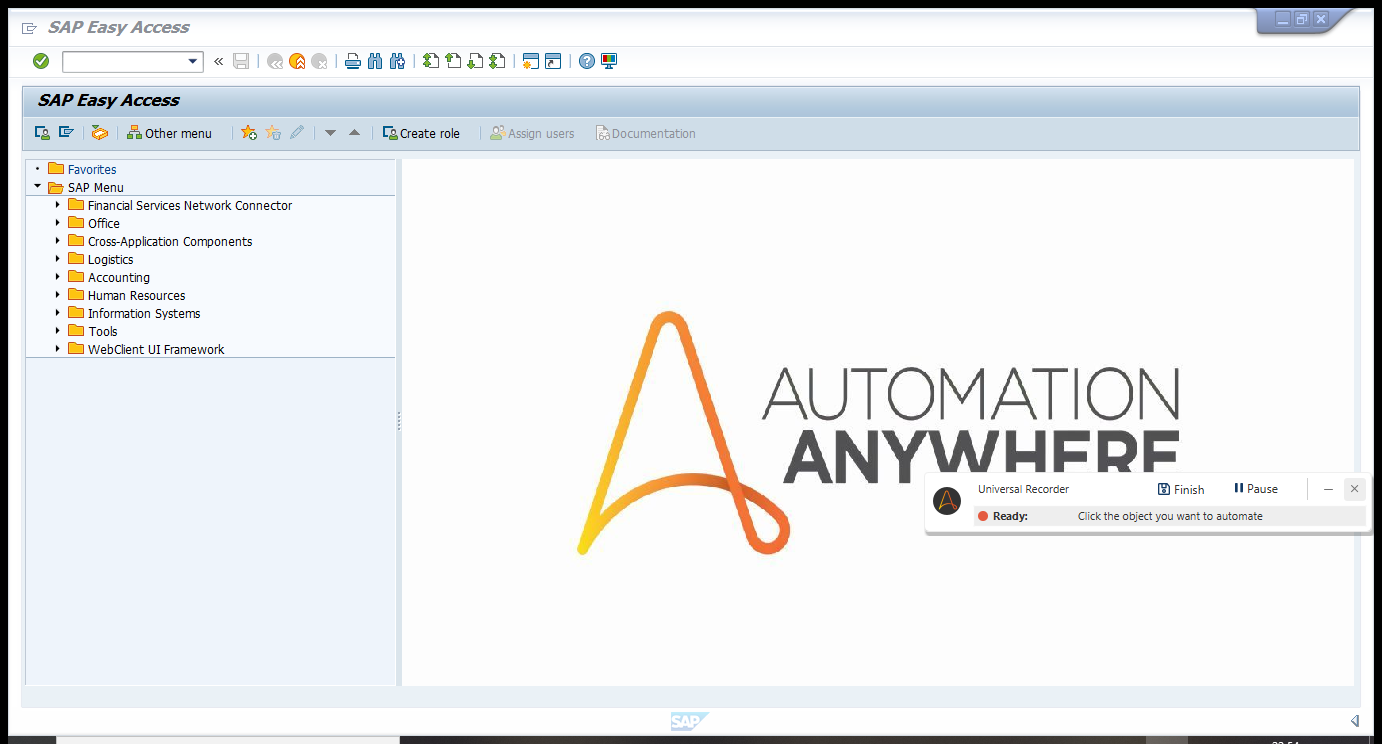 SAP Easy Access
SAP Easy Access
Other menu
Create role
Assign users
Documentation
Favorites
SAP Menu
Financial Services Network Connector
Office
Cross-Application Components
Logistics
Accounting
Human Resources
Information Systems
Tools
WebClient UI Framework
AUTOMATION
ANYWHERE
Universal Recorder
Finish
Pause
Ready:
Click the object you want to automate
SAP